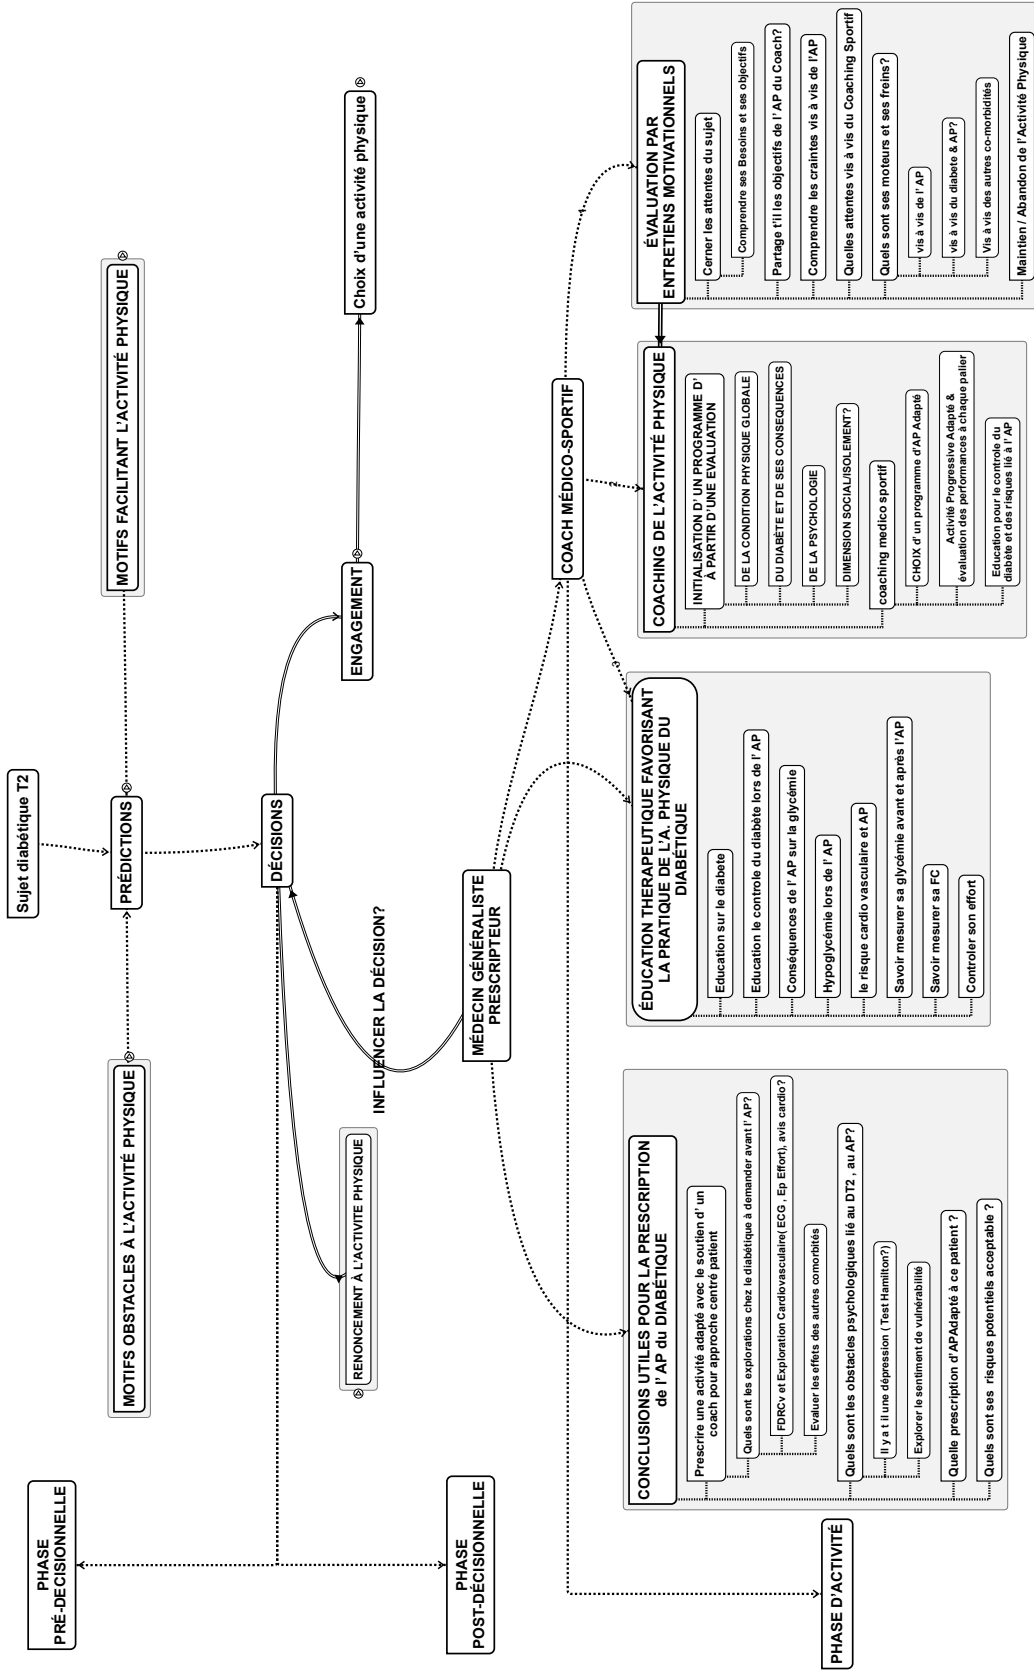 Sujet diabétique T2
PHASE
PRÉ-DECISIONNELLE
MOTIFS OBSTACLES À L'ACTIVITÉ PHYSIQUE
PRÉDICTIONS
MOTIFS FACILITANT L'ACTIVITÉ PHYSIQUE
DÉCISIONS
RENONCEMENT À L'ACTIVITE PHYSIQUE
INFLUENCER LA DÉCISION?
ENGAGEMENT
Choix d'une activité physique
PHASE
POST-DÉCISIONNELLE
MÉDECIN GÉNÉRALISTE
PRESCRIPTEUR
COACH MÉDICO-SPORTIF
PHASE D'ACTIVITÉ
CONCLUSIONS UTILES POUR LA PRESCRIPTION
de l' AP du DIABÉTIQUE
Prescrire une activité adapté avec le soutien d' un
coach pour approche centré patient
Quels sont les explorations chez le diabétique à demander avant l' AP?
FDRCv et Exploration Cardiovasculaire( ECG , Ep Effort), avis cardio?
Evaluer les effets des autres comorbités
Quels sont les obstacles psychologiques lié au DT2 , au AP?
Il y a t il une dépression ( Test Hamilton?)
Explorer le sentiment de vulnérabilité
Quelle prescription d'APAdapté à ce patient ?
Quels sont ses risques potentiels acceptable ?
ÉDUCATION THERAPEUTIQUE FAVORISANT
LA PRATIQUE DE L'A. PHYSIQUE DU
DIABÉTIQUE
Education sur le diabete
Education le controle du diabète lors de l' AP
Conséquences de l' AP sur la glycémie
Hypoglycémie lors de l' AP
le risque cardio vasculaire et AP
Savoir mesurer sa glycémie avant et après l'AP
Savoir mesurer sa FC
Controler son effort
COACHING DE L'ACTIVITÉ PHYSIQUE
INITIALISATION D' UN PROGRAMME D'
À PARTIR D'UNE EVALUATION
DE LA CONDITION PHYSIQUE GLOBALE
DU DIABÈTE ET DE SES CONSEQUENCES
DE LA PSYCHOLOGIE
DIMENSION SOCIAL/ISOLEMENT?
coaching medico sportif
CHOIX d' un programme d'AP Adapté
Activité Progressive Adapté &
évaluation des performances à chaque palier
Education pour le controle du
diabète et des risques lié à l' AP
ÉVALUATION PAR
ENTRETIENS MOTIVATIONNELS
Cerner les attentes du sujet
Comprendre ses Besoins et ses objectifs
Partage t'il les objectifs de l' AP du Coach?
Comprendre les craintes vis à vis de l'AP
Quelles attentes vis à vis du Coaching Sportif
Quels sont ses moteurs et ses freins?
vis à vis de l' AP
vis à vis du diabete & AP?
Vis à vis des autres co-morbidités
Maintien / Abandon de l'Activité Physique